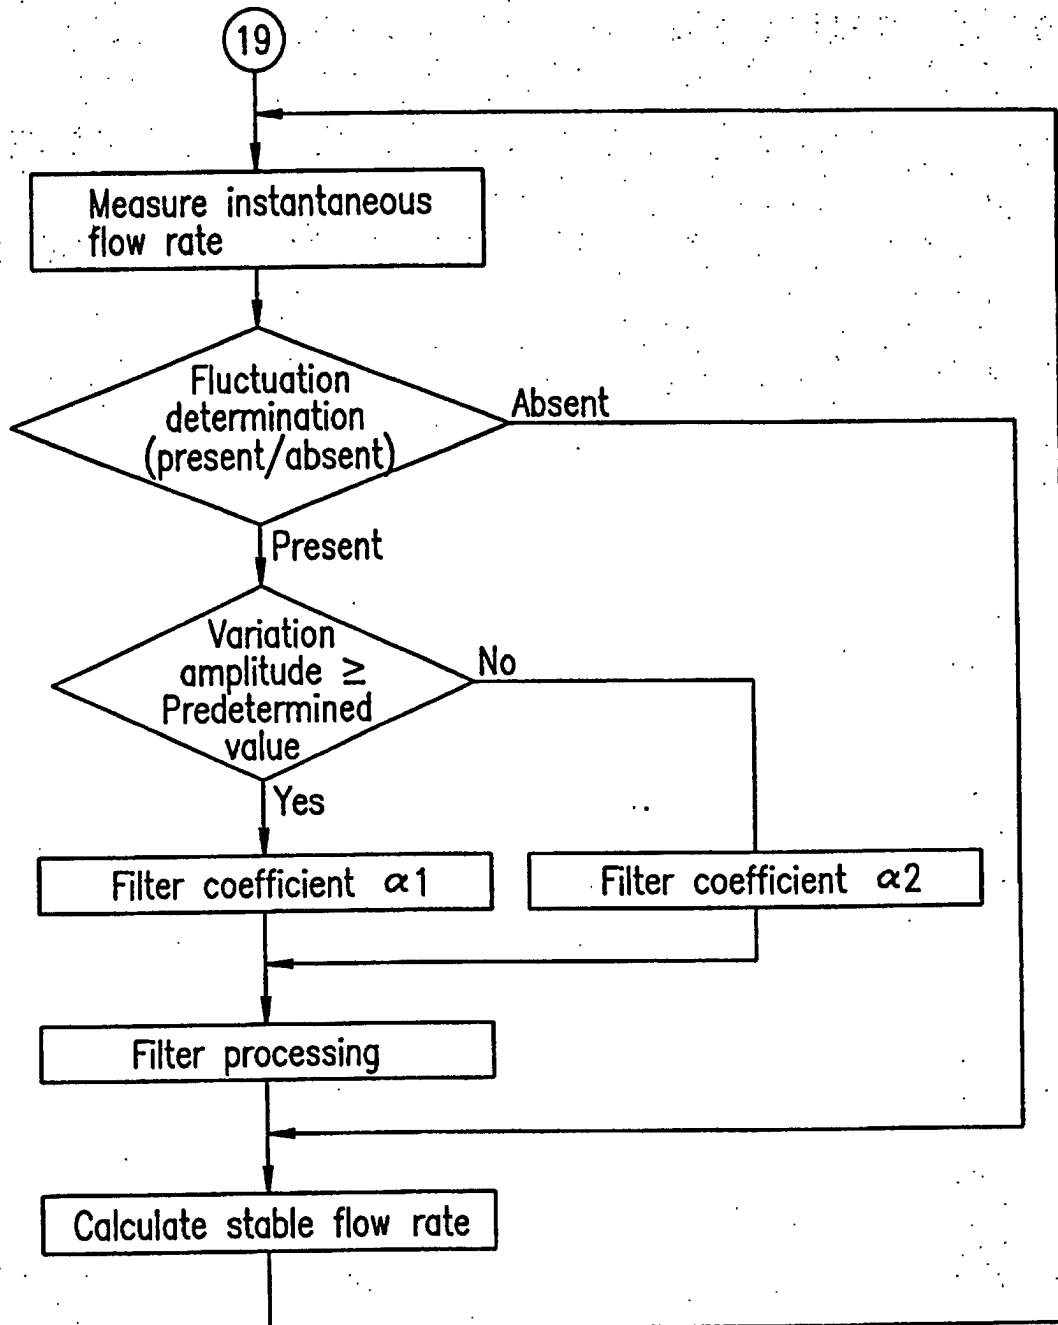 19
Measure instantaneous
flow rate
Fluctuation
determination
(present/absent)
Absent
Present
Variation
amplitude ≥
Predetermined
value
No
Yes
Filter coefficient α1
Filter coefficient α2
Filter processing
Calculate stable flow rate